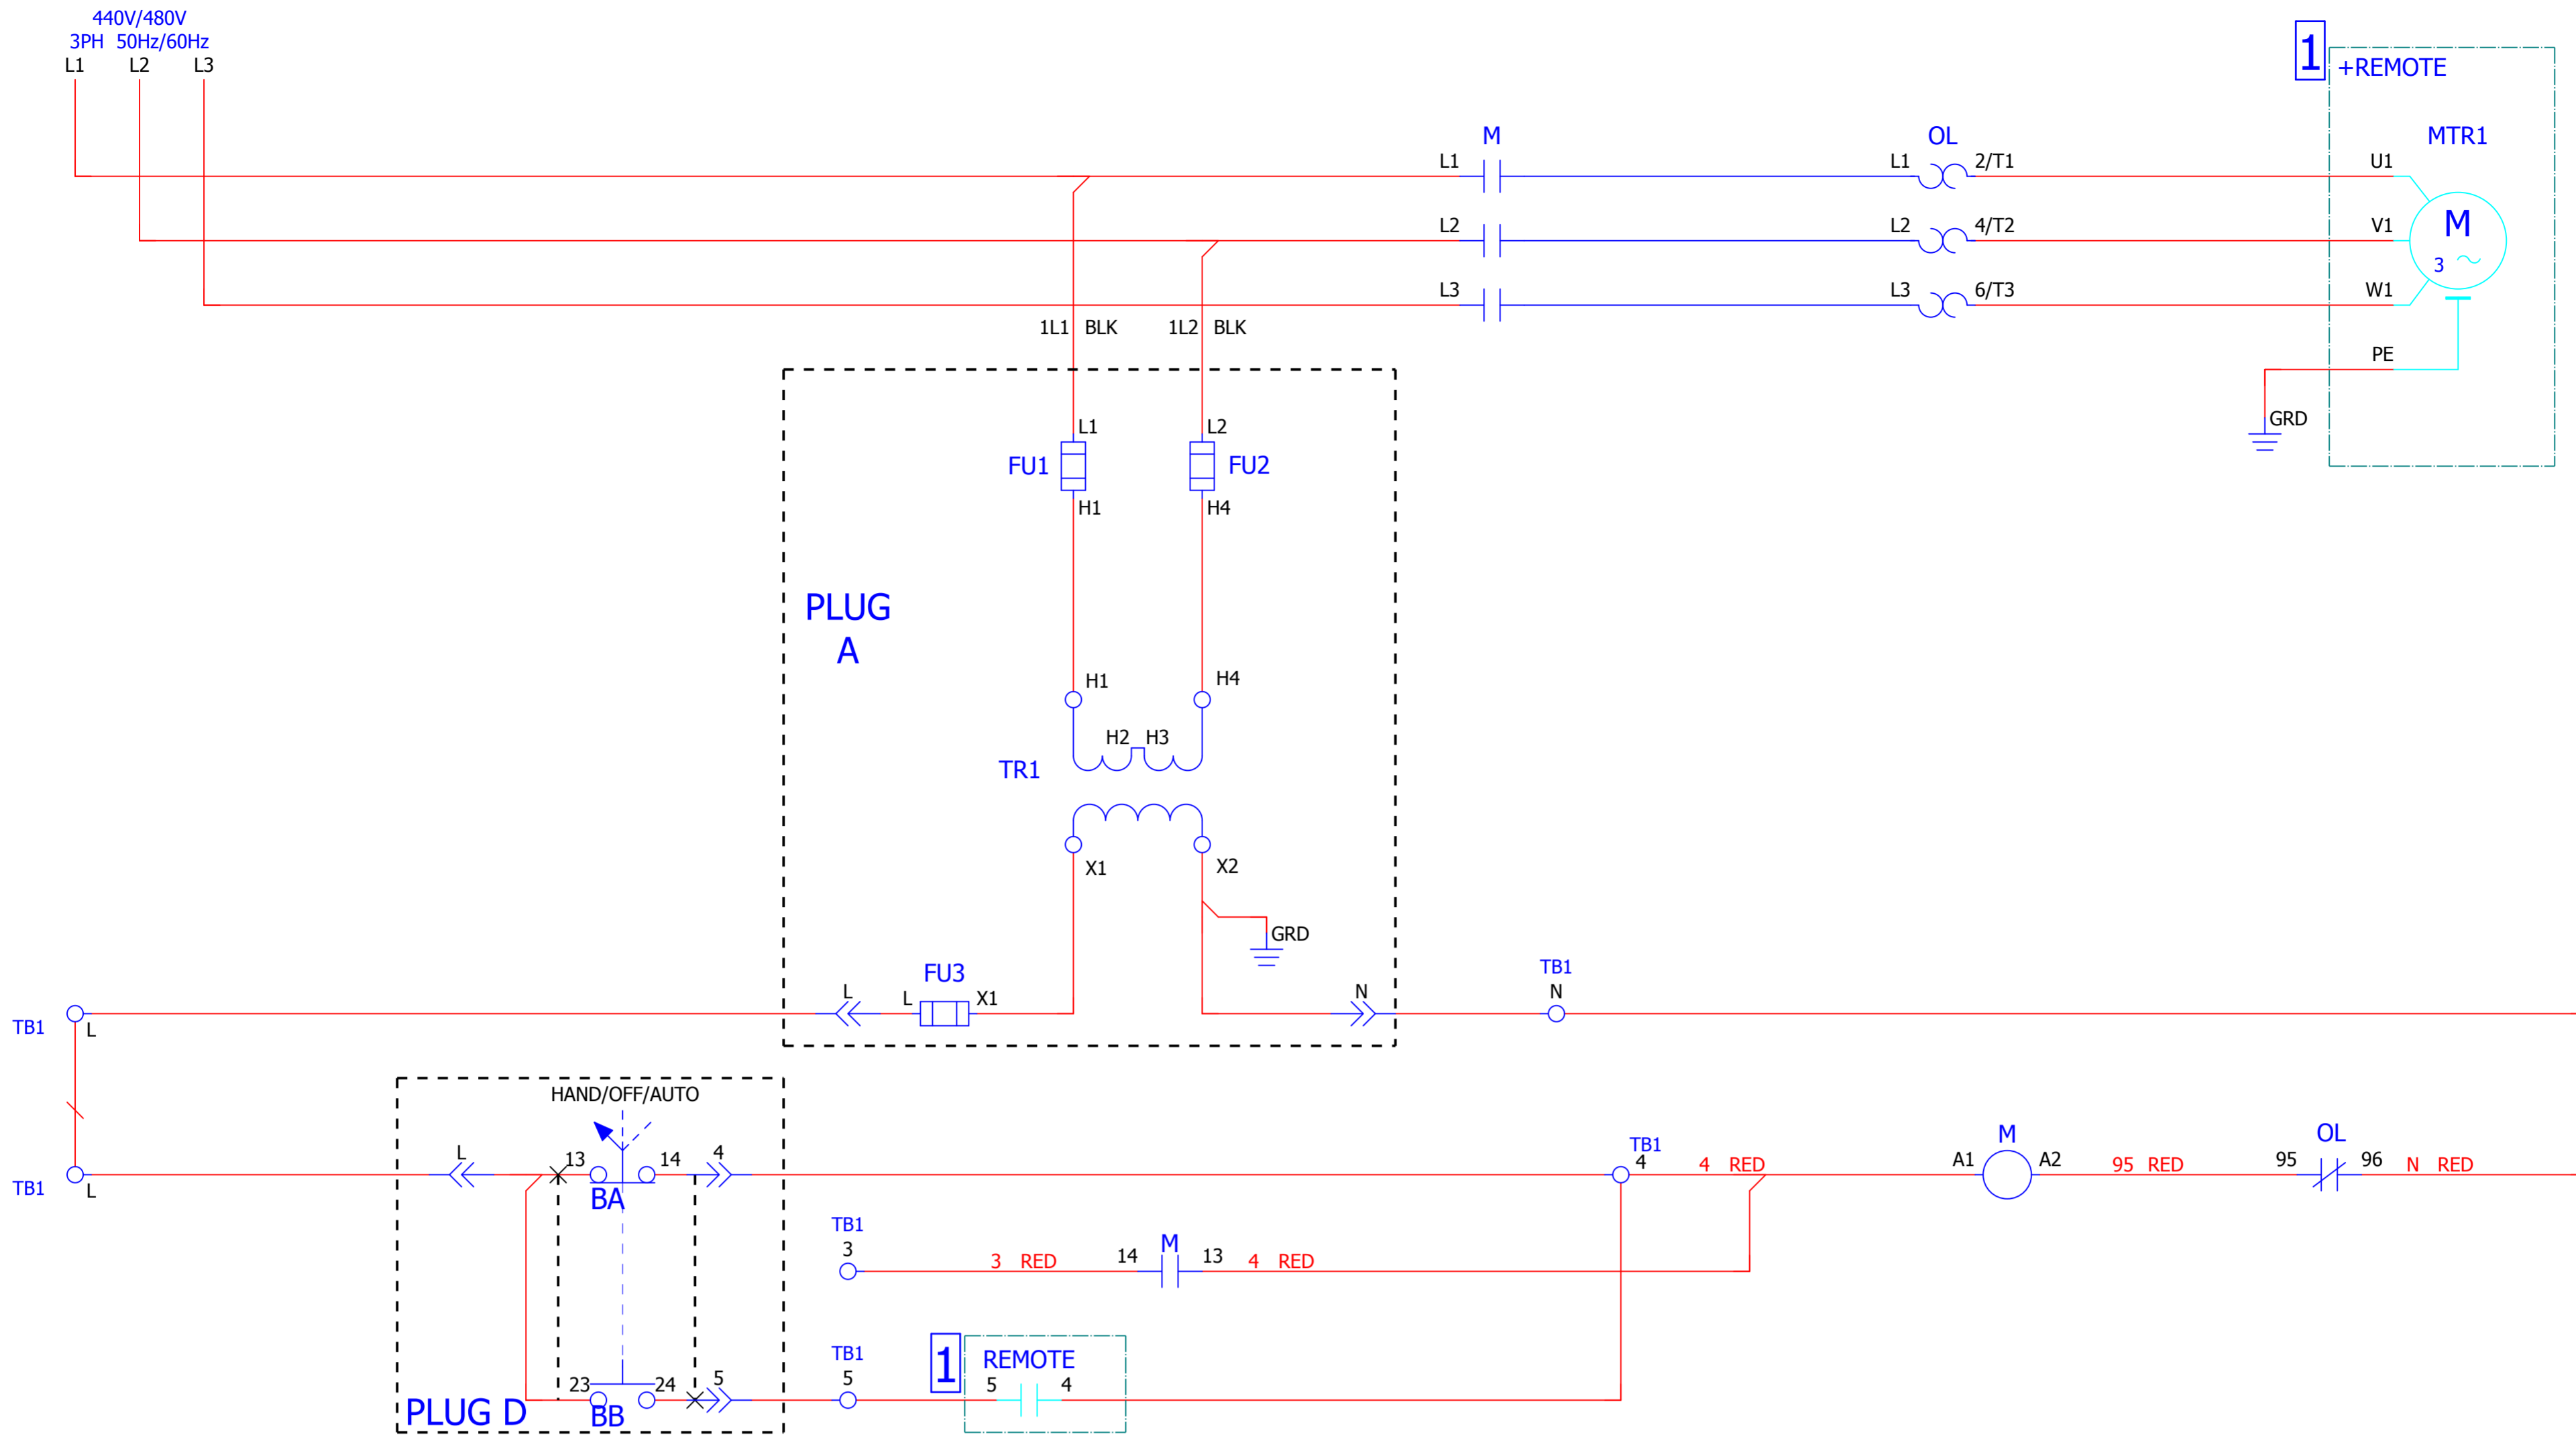 440V/480V
3PH 50Hz/60Hz
L1 L2 L3
1
+REMOTE
M
OL
MTR1
L1
L1
2/T1
U1
L2
L2
4/T2
V1
M
3
L3
L3
6/T3
W1
1L1 BLK
1L2 BLK
PE
GRD
L1
L2
FU1
FU2
H1
H4
PLUG
A
H1
H4
H2 H3
TR1
X1
X2
GRD
FU3
L
L
X1
N
TB1
N
TB1
L
HAND/OFF/AUTO
TB1
L
L
13
14
4
BA
TB1
4
4 RED
A1
M
A2
95 RED
95
OL
96
N RED
TB1
3
3 RED
14
M
13
4 RED
TB1
5
1
REMOTE
5
4
23
24
5
PLUG D
BB